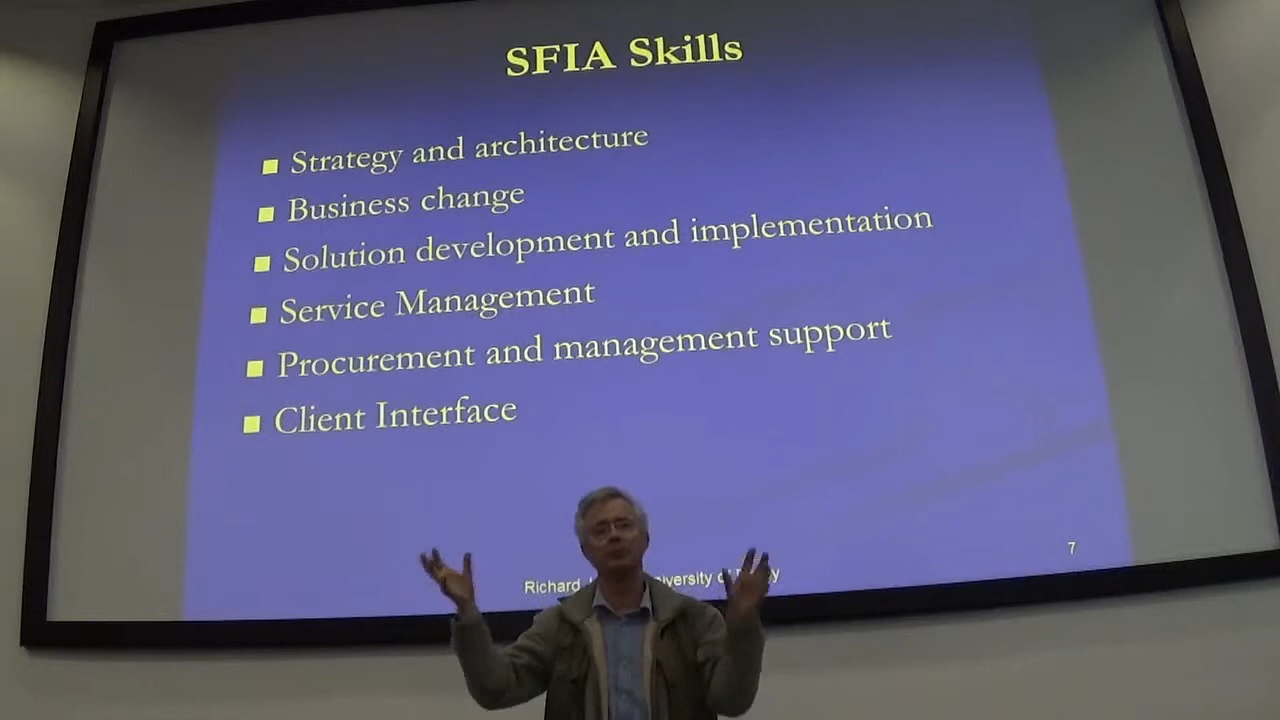 SFIA Skills
Strategy and architecture
Business change
Solution development and implementation
Service Management
Procurement and management support
Client Interface
Richard
7